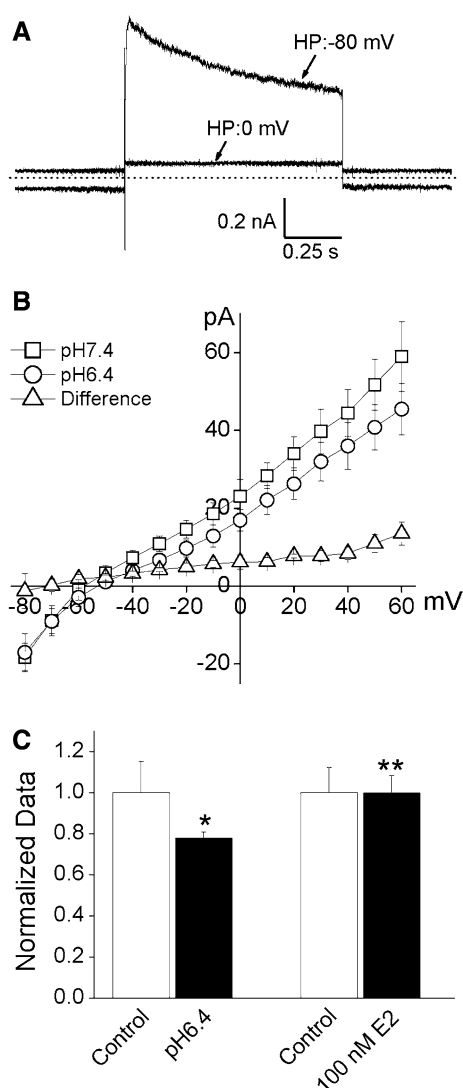 A
HP:-80 mV
HP:0 mV
0.2 nA
0.25 s
B
pA
pH7.4
pH6.4
Difference
60
40
20
0
-80 -60 -40 -20 0 20 40 60 mV
-20
C
Normalized Data
1.2
1.0
0.8
0.6
0.4
0.2
0.0
*
**
Control
pH6.4
Control
100 nM E2